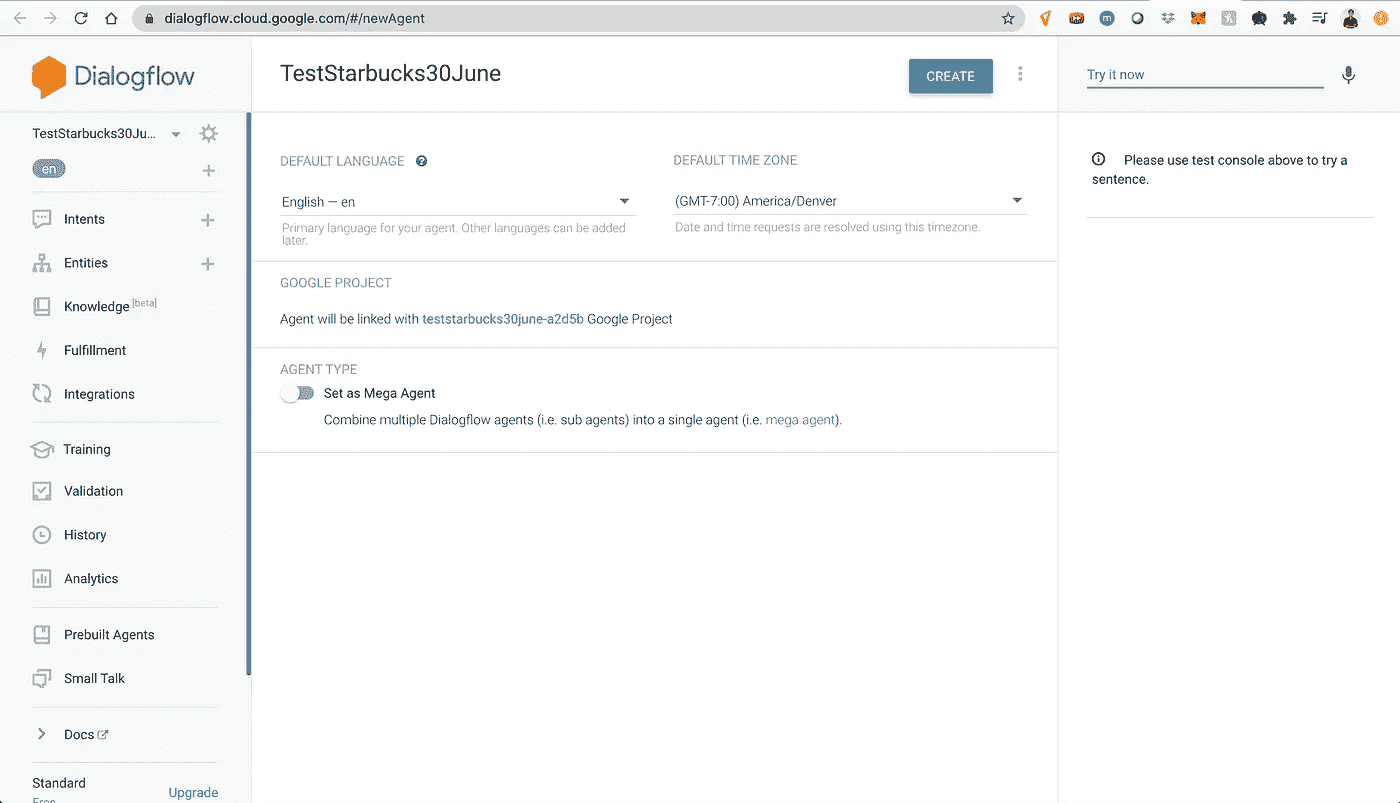 dialogflow.cloud.google.com/#/newAgent
Dialogflow
TestStarbucks30Ju...
en
Intents
Entities
Knowledge [beta]
Fulfillment
Integrations
Training
Validation
History
Analytics
Prebuilt Agents
Small Talk
Docs
Standard
Free
Upgrade
TestStarbucks30June
CREATE
DEFAULT LANGUAGE
English — en
Primary language for your agent. Other languages can be added
later.
DEFAULT TIME ZONE
(GMT-7:00) America/Denver
Date and time requests are resolved using this timezone.
GOOGLE PROJECT
Agent will be linked with teststarbucks30june-a2d5b Google Project
AGENT TYPE
Set as Mega Agent
Combine multiple Dialogflow agents (i.e. sub agents) into a single agent (i.e. mega agent).
Try it now
Please use test console above to try a
sentence.